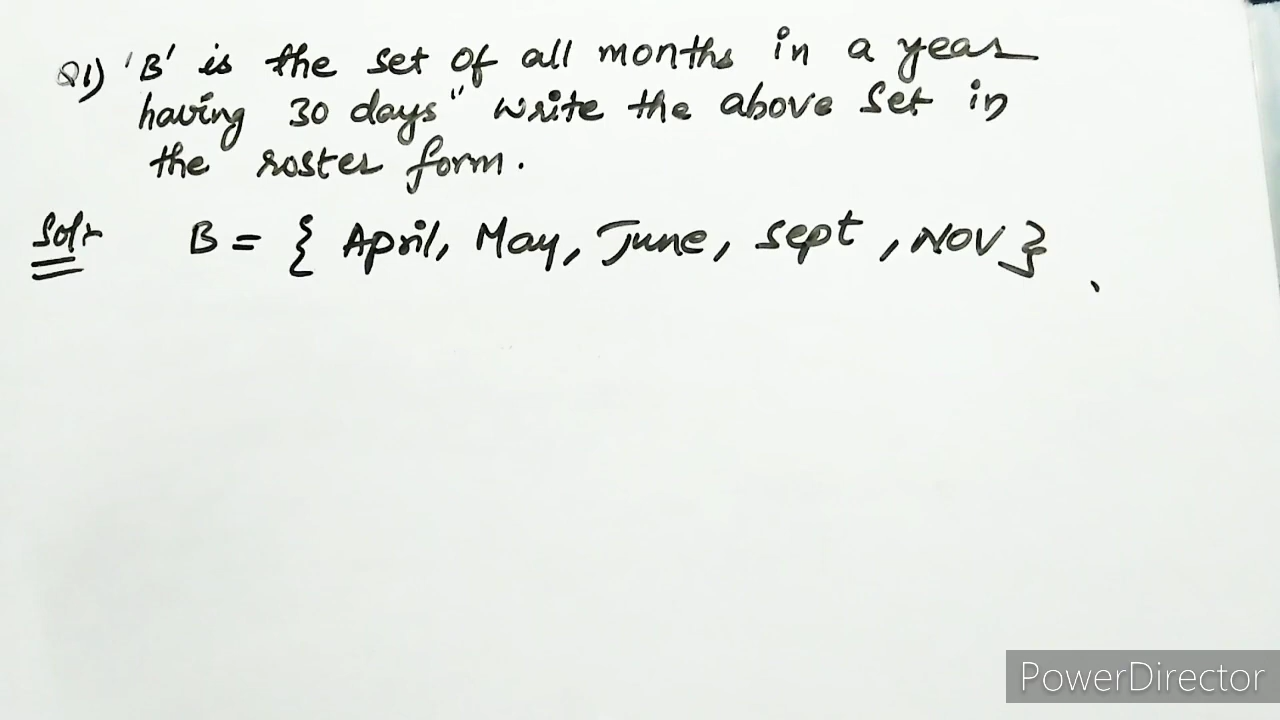 Q1) 'B' is the set of all months in a year
having 30 days" write the above set in
the roster form.
Soln B = { April, May, June, sept , NOV }
PowerDirector